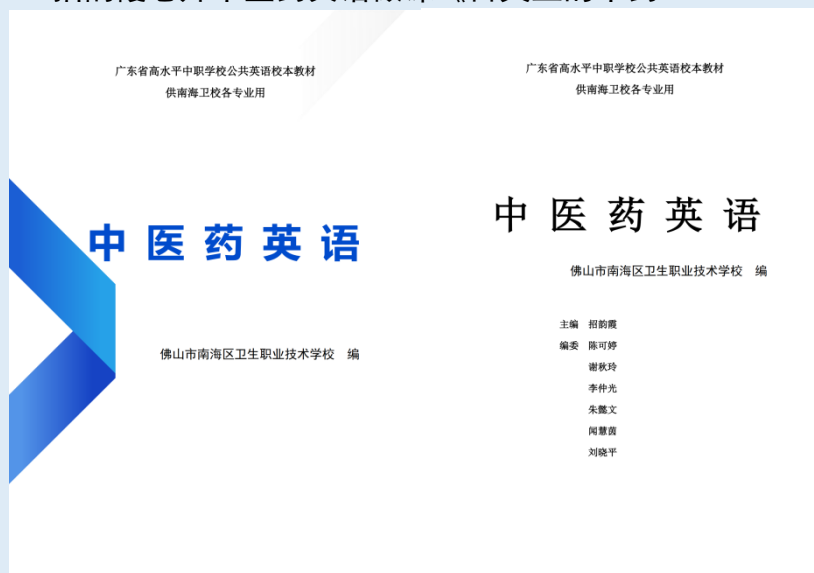 广东省高水平中职学校公共英语校本教材
供南海卫校各专业用
中医药英语
佛山市南海区卫生职业技术学校 编
广东省高水平中职学校公共英语校本教材
供南海卫校各专业用
中医药英语
佛山市南海区卫生职业技术学校 编
主编 招韵霞
编委 陈可婷
谢秋玲
李仲光
朱懿文
闻慧茵
刘晓平